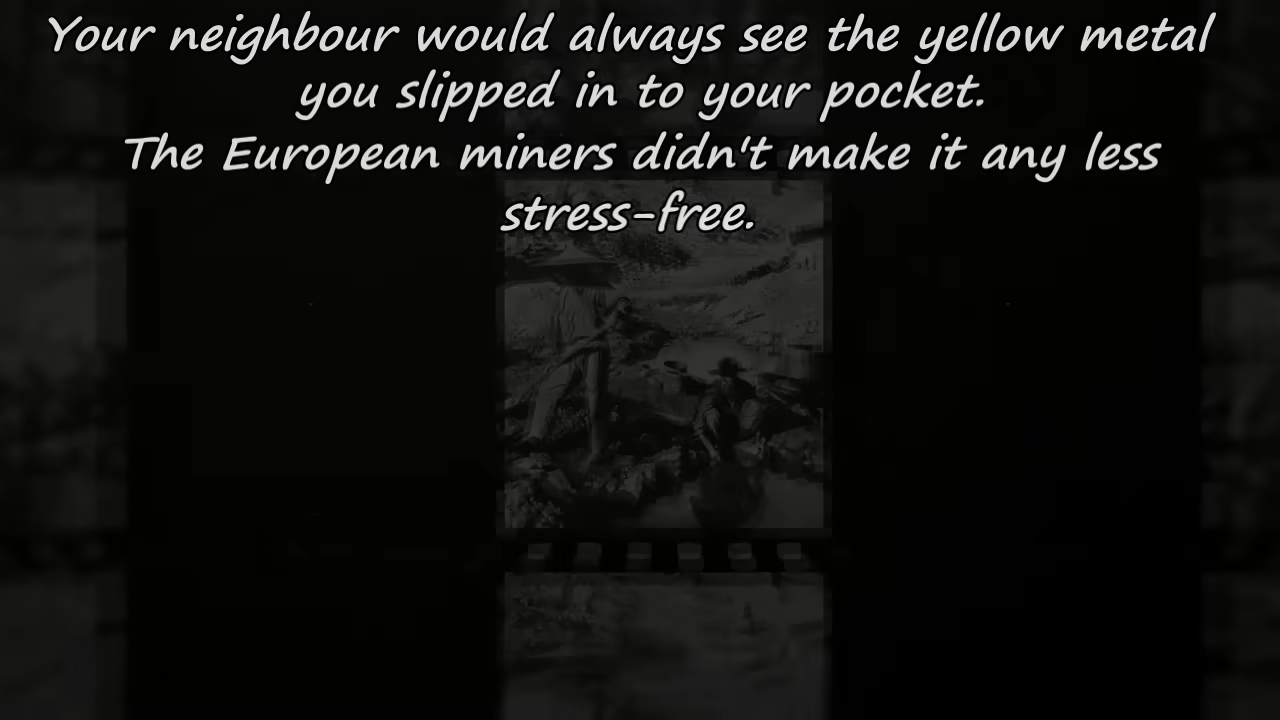 Your neighbour would always see the yellow metal
you slipped in to your pocket.
The European miners didn't make it any less
stress-free.